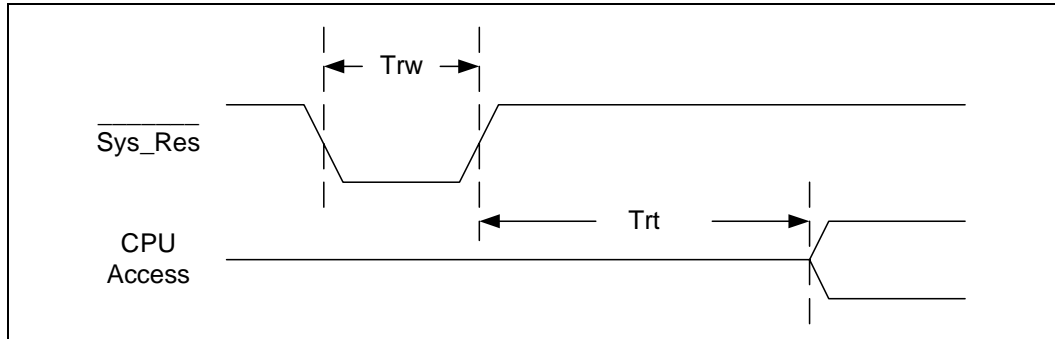 Trw
Sys_Res
Trt
CPU
Access